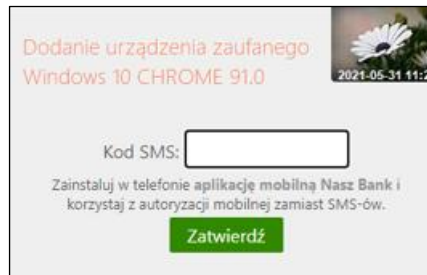 Dodanie urządzenia zaufanego
Windows 10 CHROME 91.0
2021-05-31 11:2
Kod SMS:
Zainstaluj w telefonie aplikację mobilną Nasz Bank i
korzystaj z autoryzacji mobilnej zamiast SMS-ów.
Zatwierdź